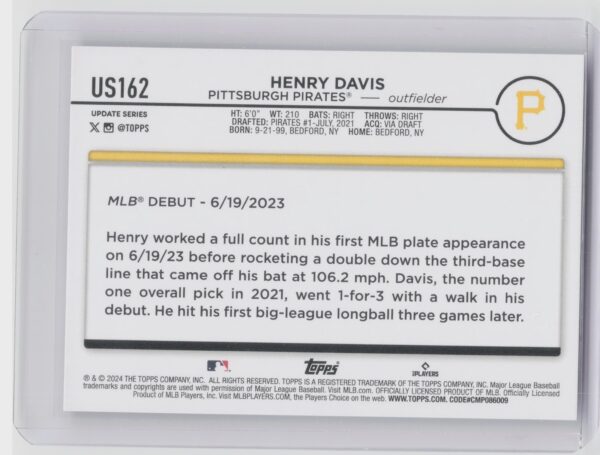 US162
HENRY DAVIS
PITTSBURGH PIRATES® — outfielder
P
UPDATE SERIES
X @TOPPS
HT: 6'0" WT: 210 BATS: RIGHT THROWS: RIGHT
DRAFTED: PIRATES #1-JULY, 2021 ACQ: VIA DRAFT
BORN: 9-21-99, BEDFORD, NY HOME: BEDFORD, NY
MLB® DEBUT - 6/19/2023
Henry worked a full count in his first MLB plate appearance
on 6/19/23 before rocketing a double down the third-base
line that came off his bat at 106.2 mph. Davis, the number
one overall pick in 2021, went 1-for-3 with a walk in his
debut. He hit his first big-league longball three games later.
Topps
PLAYERS
® & © 2024 THE TOPPS COMPANY, INC. ALL RIGHTS RESERVED. TOPPS IS A REGISTERED TRADEMARK OF THE TOPPS COMPANY, INC. Major League Baseball
trademarks and copyrights are used with permission of Major League Baseball. Visit MLB.com. OFFICIALLY LICENSED PRODUCT OF MLB. Officially Licensed
Product of MLB Players, Inc. Visit MLBPLAYERS.COM, the Players Choice on the web. WWW.TOPPS.COM. CODE#CMP086009